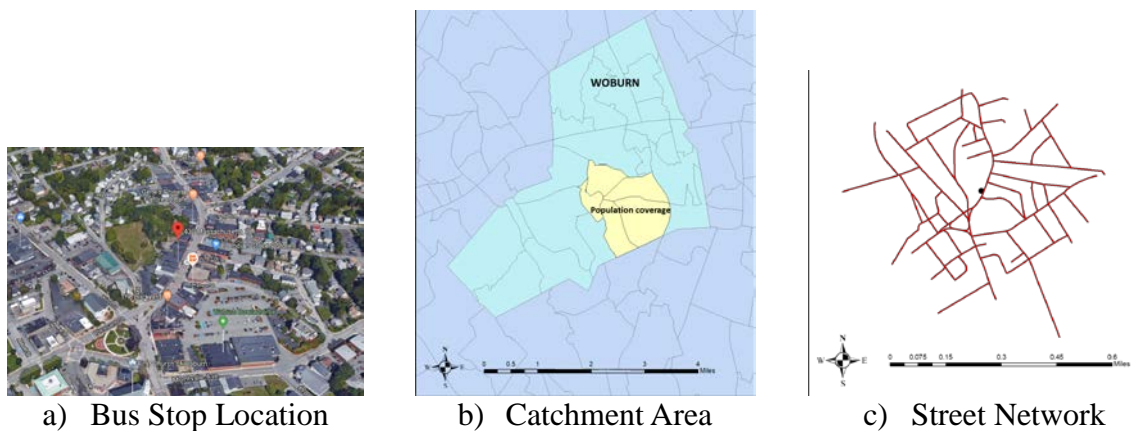 WOBURN
Population coverage
N
W
E
S
0 0.5 1 2 3 4
Miles
N
W
E
S
0 0.075 0.15 0.3 0.45 0.6
Miles
a) Bus Stop Location
b) Catchment Area
c) Street Network